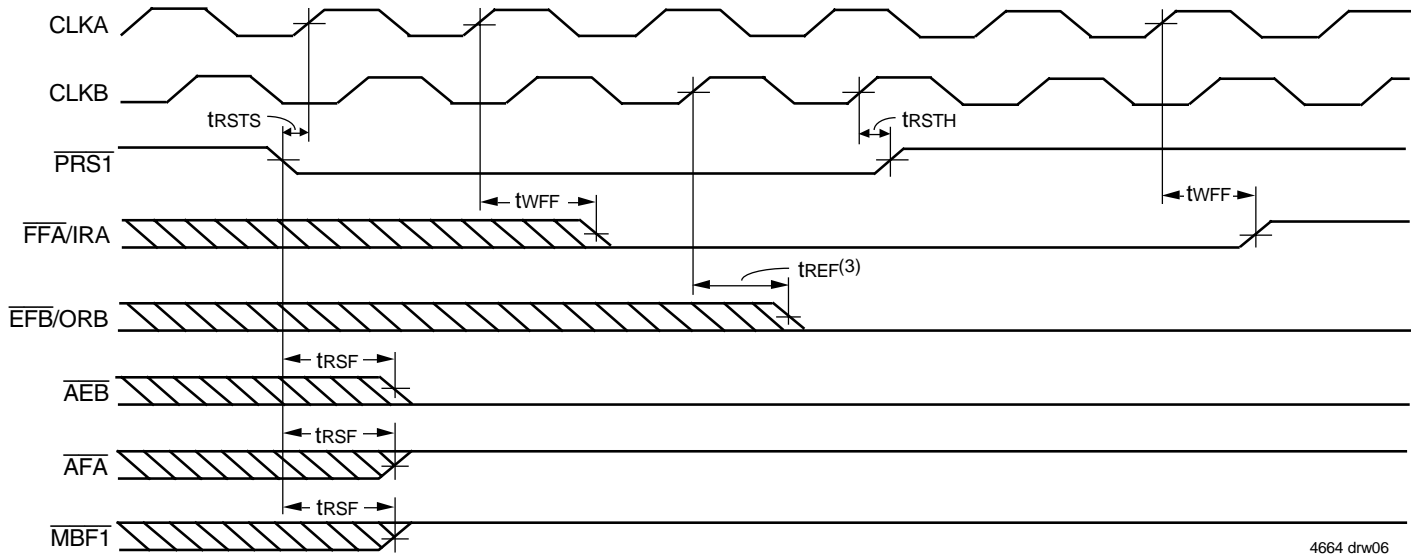 CLKA
CLKB
tRSTS
tRSTH
PRS1
tWFF
tWFF
FFA/IRA
tREF(3)
EFB/ORB
tRSF
AEB
tRSF
AFA
tRSF
MBF1
4664 drw06